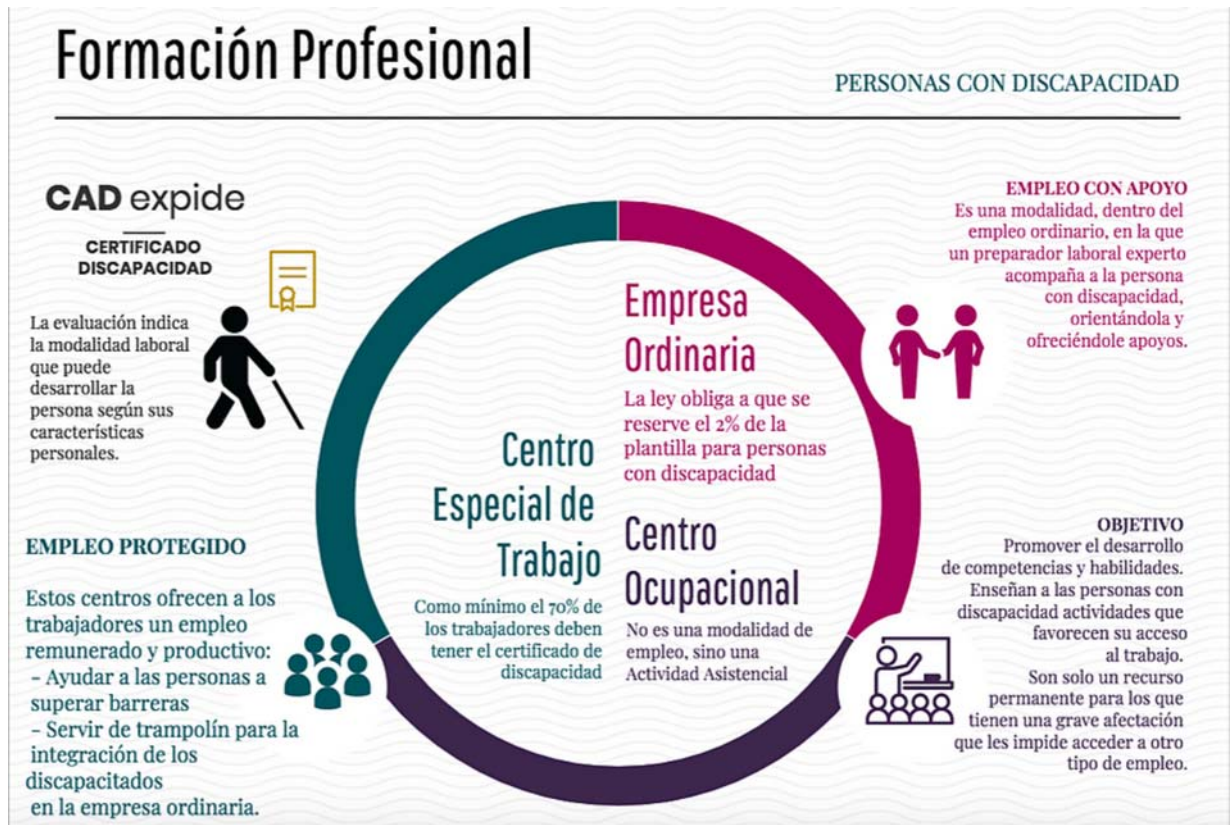 Formación Profesional
PERSONAS CON DISCAPACIDAD
CAD expide
CERTIFICADO
DISCAPACIDAD
La evaluación indica
la modalidad laboral
que puede
desarrollar la
persona según sus
características
personales.
EMPLEO PROTEGIDO
Estos centros ofrecen a los
trabajadores un empleo
remunerado y productivo:
- Ayudar a las personas a
superar barreras
- Servir de trampolín para la
integración de los
discapacitados
en la empresa ordinaria.
Centro
Especial de
Trabajo
Como mínimo el 70% de
los trabajadores deben
tener el certificado de
discapacidad
Empresa
Ordinaria
La ley obliga a que se
reserve el 2% de la
plantilla para personas
con discapacidad
Centro
Ocupacional
No es una modalidad de
empleo, sino una
Actividad Asistencial
EMPLEO CON APOYO
Es una modalidad, dentro del
empleo ordinario, en la que
un preparador laboral experto
acompaña a la persona
con discapacidad,
orientándola y
ofreciéndole apoyos.
OBJETIVO
Promover el desarrollo
de competencias y habilidades.
Enseñan a las personas con
discapacidad actividades que
favorecen su acceso
al trabajo.
Son solo un recurso
permanente para los que
tienen una grave afectación
que les impide acceder a otro
tipo de empleo.